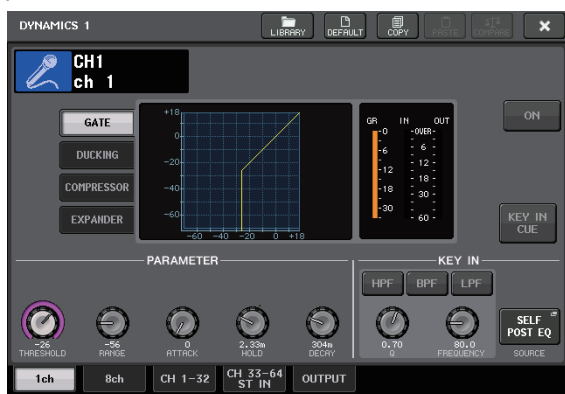 DYNAMICS 1
LIBRARY
DEFAULT
COPY
PASTE
COMPARE
CH1
ch 1
GATE
DUCKING
COMPRESSOR
EXPANDER
+18
0
-20
-40
-60
-60 -40 -20 0 +18
GR IN OUT
-0 -OVER-
-6 6
-12 12
-18 18
-30 30
60
ON
KEY IN
CUE
PARAMETER
KEY IN
HPF BPF LPF
-26 -56 0 2.33m 304m 0.70 80.0
THRESHOLD RANGE ATTACK HOLD DECAY Q FREQUENCY
SELF
POST EQ
SOURCE
1ch
8ch
CH 1-32
CH 33-64
ST IN
OUTPUT